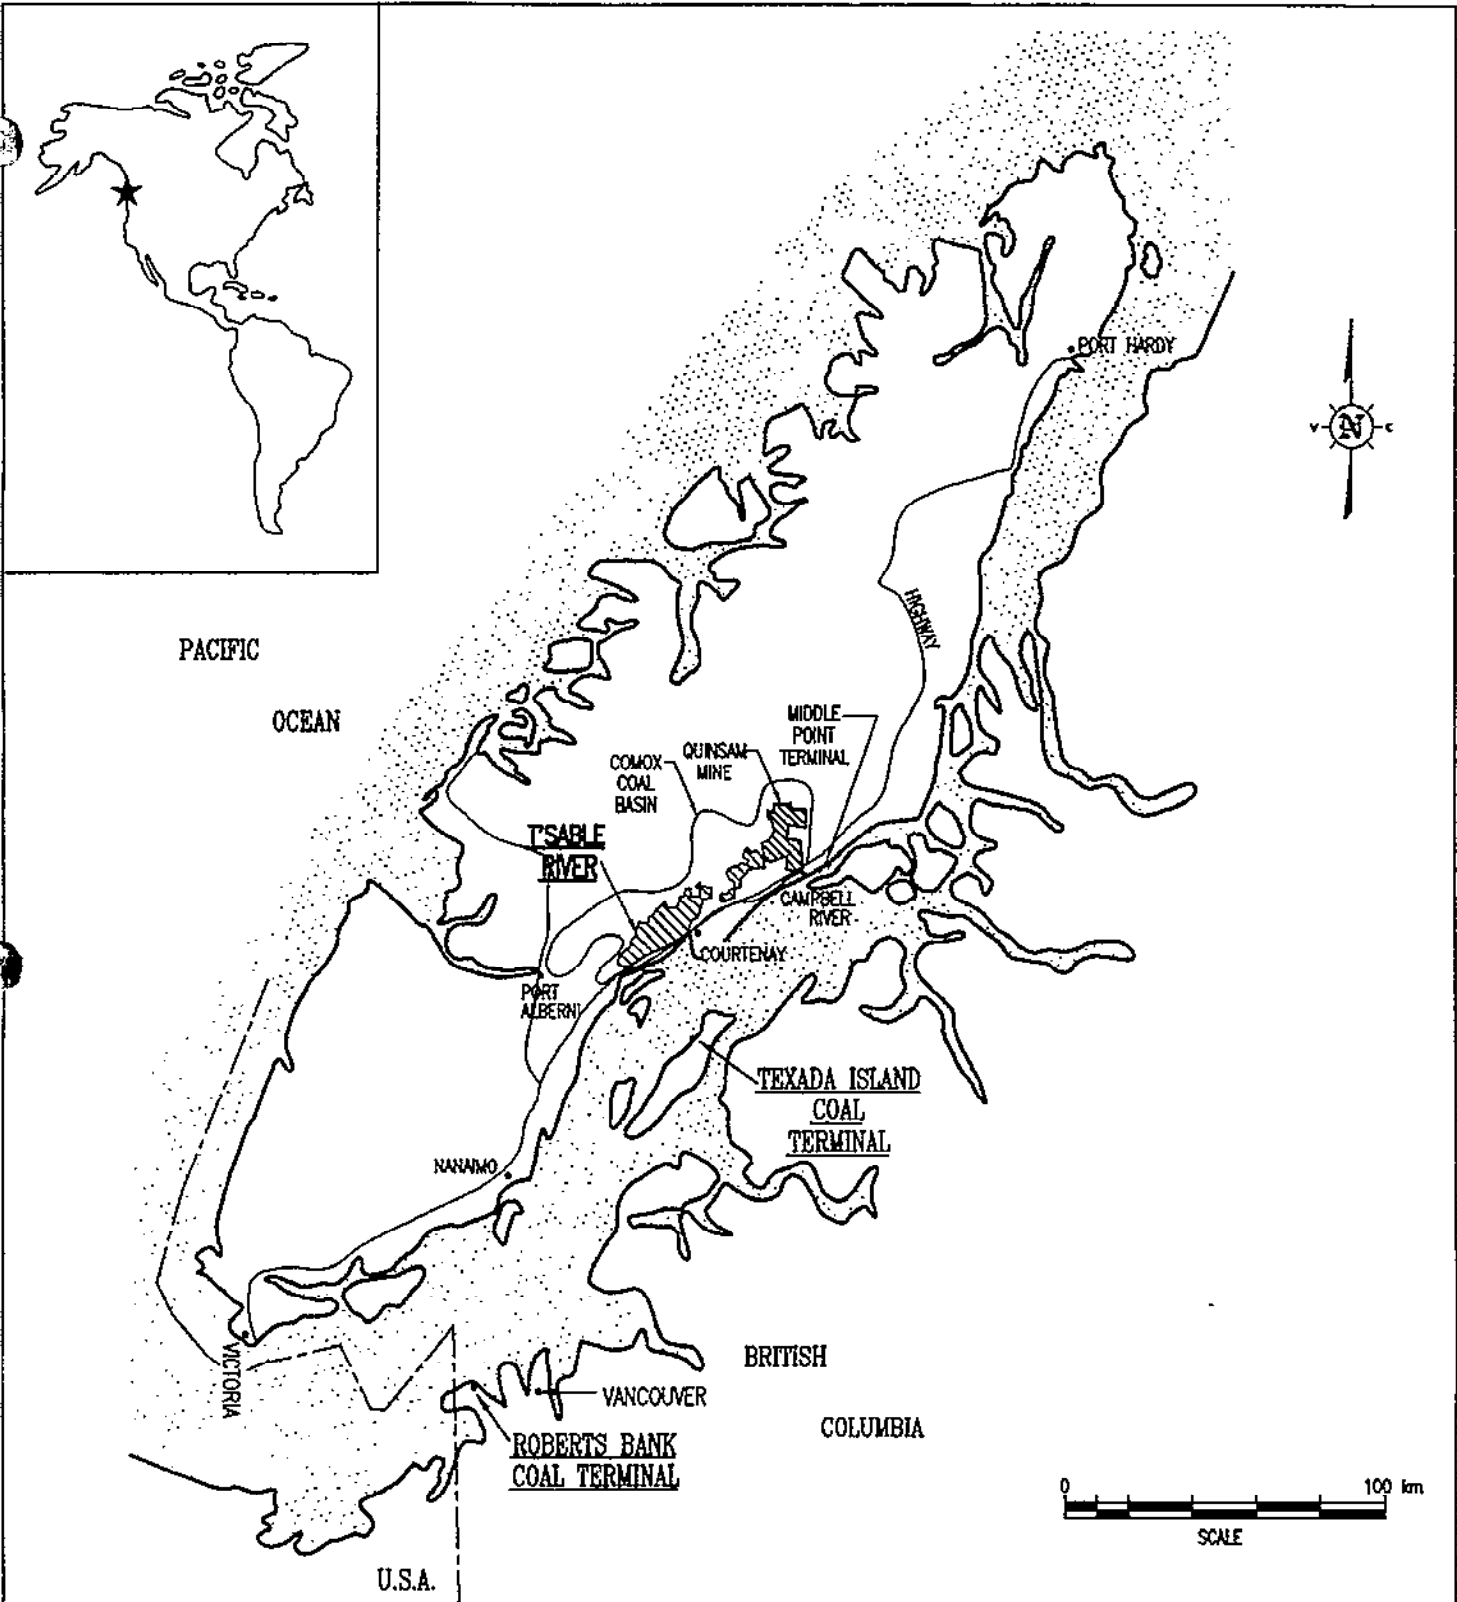 PORT HARDY
V N E
HIGHWAY
PACIFIC
OCEAN
MIDDLE
POINT
TERMINAL
QUINSAM
MINE
COMOX
COAL
BASIN
T'SABLE
RIVER
CAMPBELL
RIVER
COURTENAY
PORT
ALBERNI
TEXADA ISLAND
COAL
TERMINAL
NANAIMO
VICTORIA
BRITISH
COLUMBIA
VANCOUVER
ROBERTS BANK
COAL TERMINAL
0 100 km
SCALE
U.S.A.